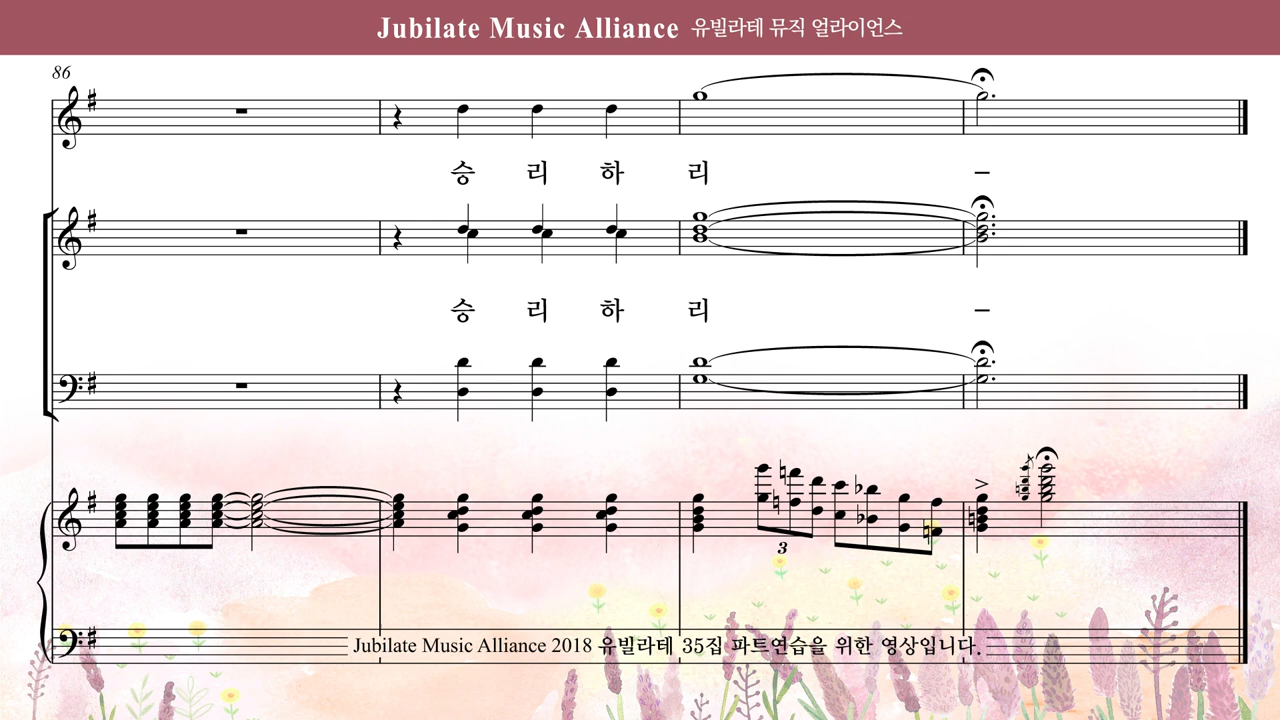 Jubilate Music Alliance 유빌라테 뮤직 얼라이언스
86
승 리 하 리 –
승 리 하 리 –
3
Jubilate Music Alliance 2018 유빌라테 35집 파트연습을 위한 영상입니다.